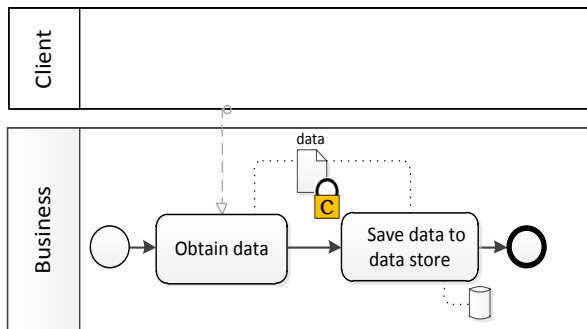 Client
data
C
Business
Obtain data
Save data to
data store